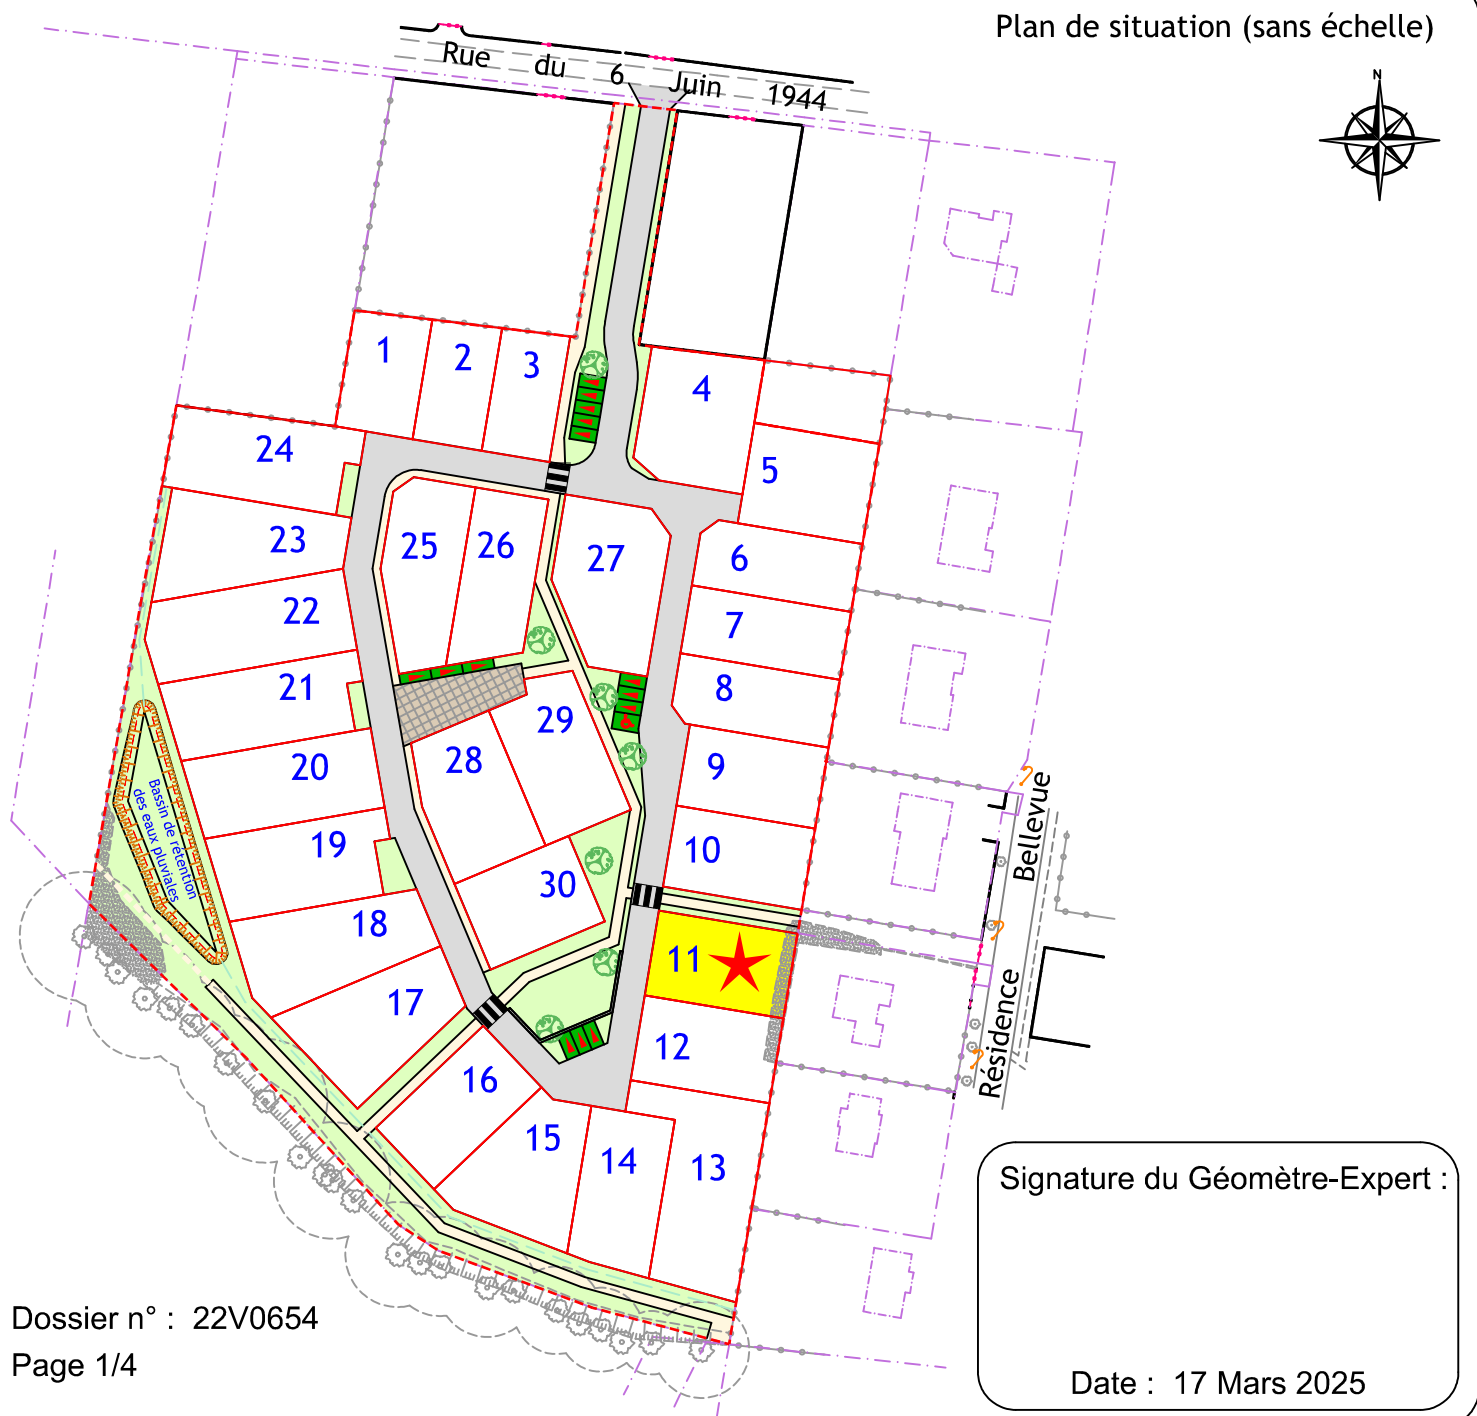 Plan de situation (sans échelle)
N
Rue du 6 Juin 1944
1
2
3
4
5
24
23
25
26
27
6
22
7
21
8
29
28
20
9
Bassin de rétention
des eaux pluviales
19
10
30
Bellevue
18
11
17
12
Résidence
16
15
14
13
Signature du Géomètre-Expert :
Dossier n° : 22V0654
Page 1/4
Date : 17 Mars 2025